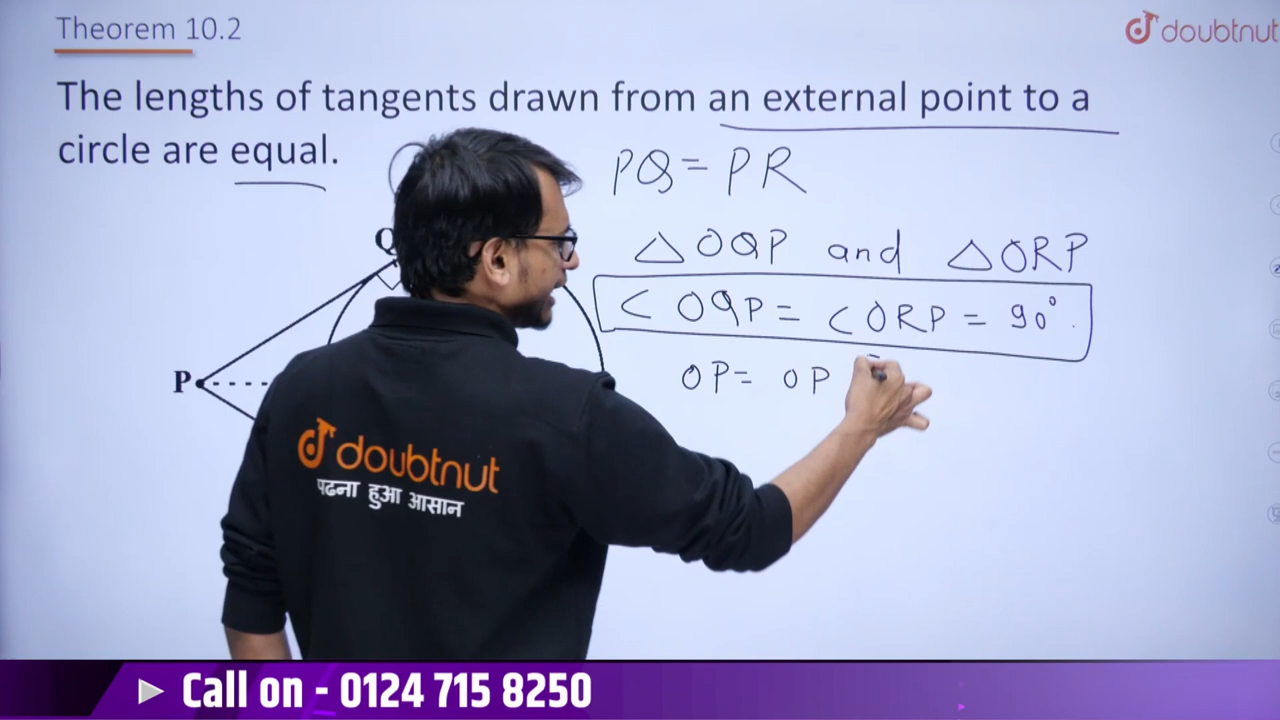 Theorem 10.2
doubtnut
The lengths of tangents drawn from an external point to a
circle are equal.
PQ = PR
Q
△OQP and △ORP
< OQP = < ORP = 90°.
P
OP = OP
doubtnut
पढना हुआ आसान
Call on - 0124 715 8250